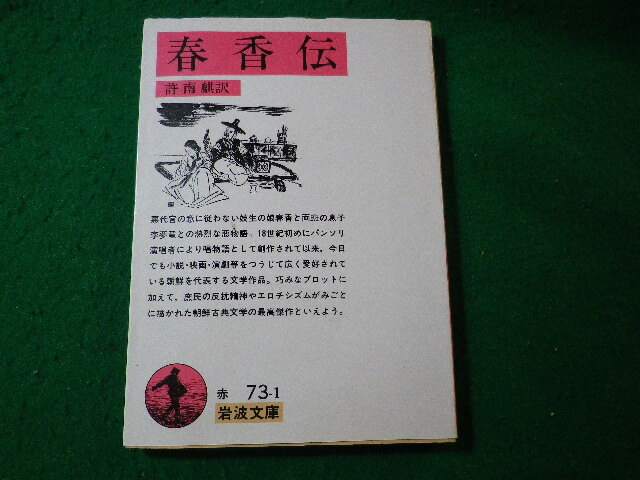 春香伝
許南麒訳
悪代官の意に従わない妓生の娘春香と両班の息子
李夢竜との熱烈な恋物語、18世紀初めにパンソリ
演唱者により唱物語として創作されて以来、今日
でも小説・映画・演劇等をつうじて広く愛好されて
いる朝鮮を代表する文学作品。巧みなプロットに
加えて、庶民の反抗精神やエロチシズムがみごと
に描かれた朝鮮古典文学の最高傑作といえよう。
赤 73-1
岩波文庫